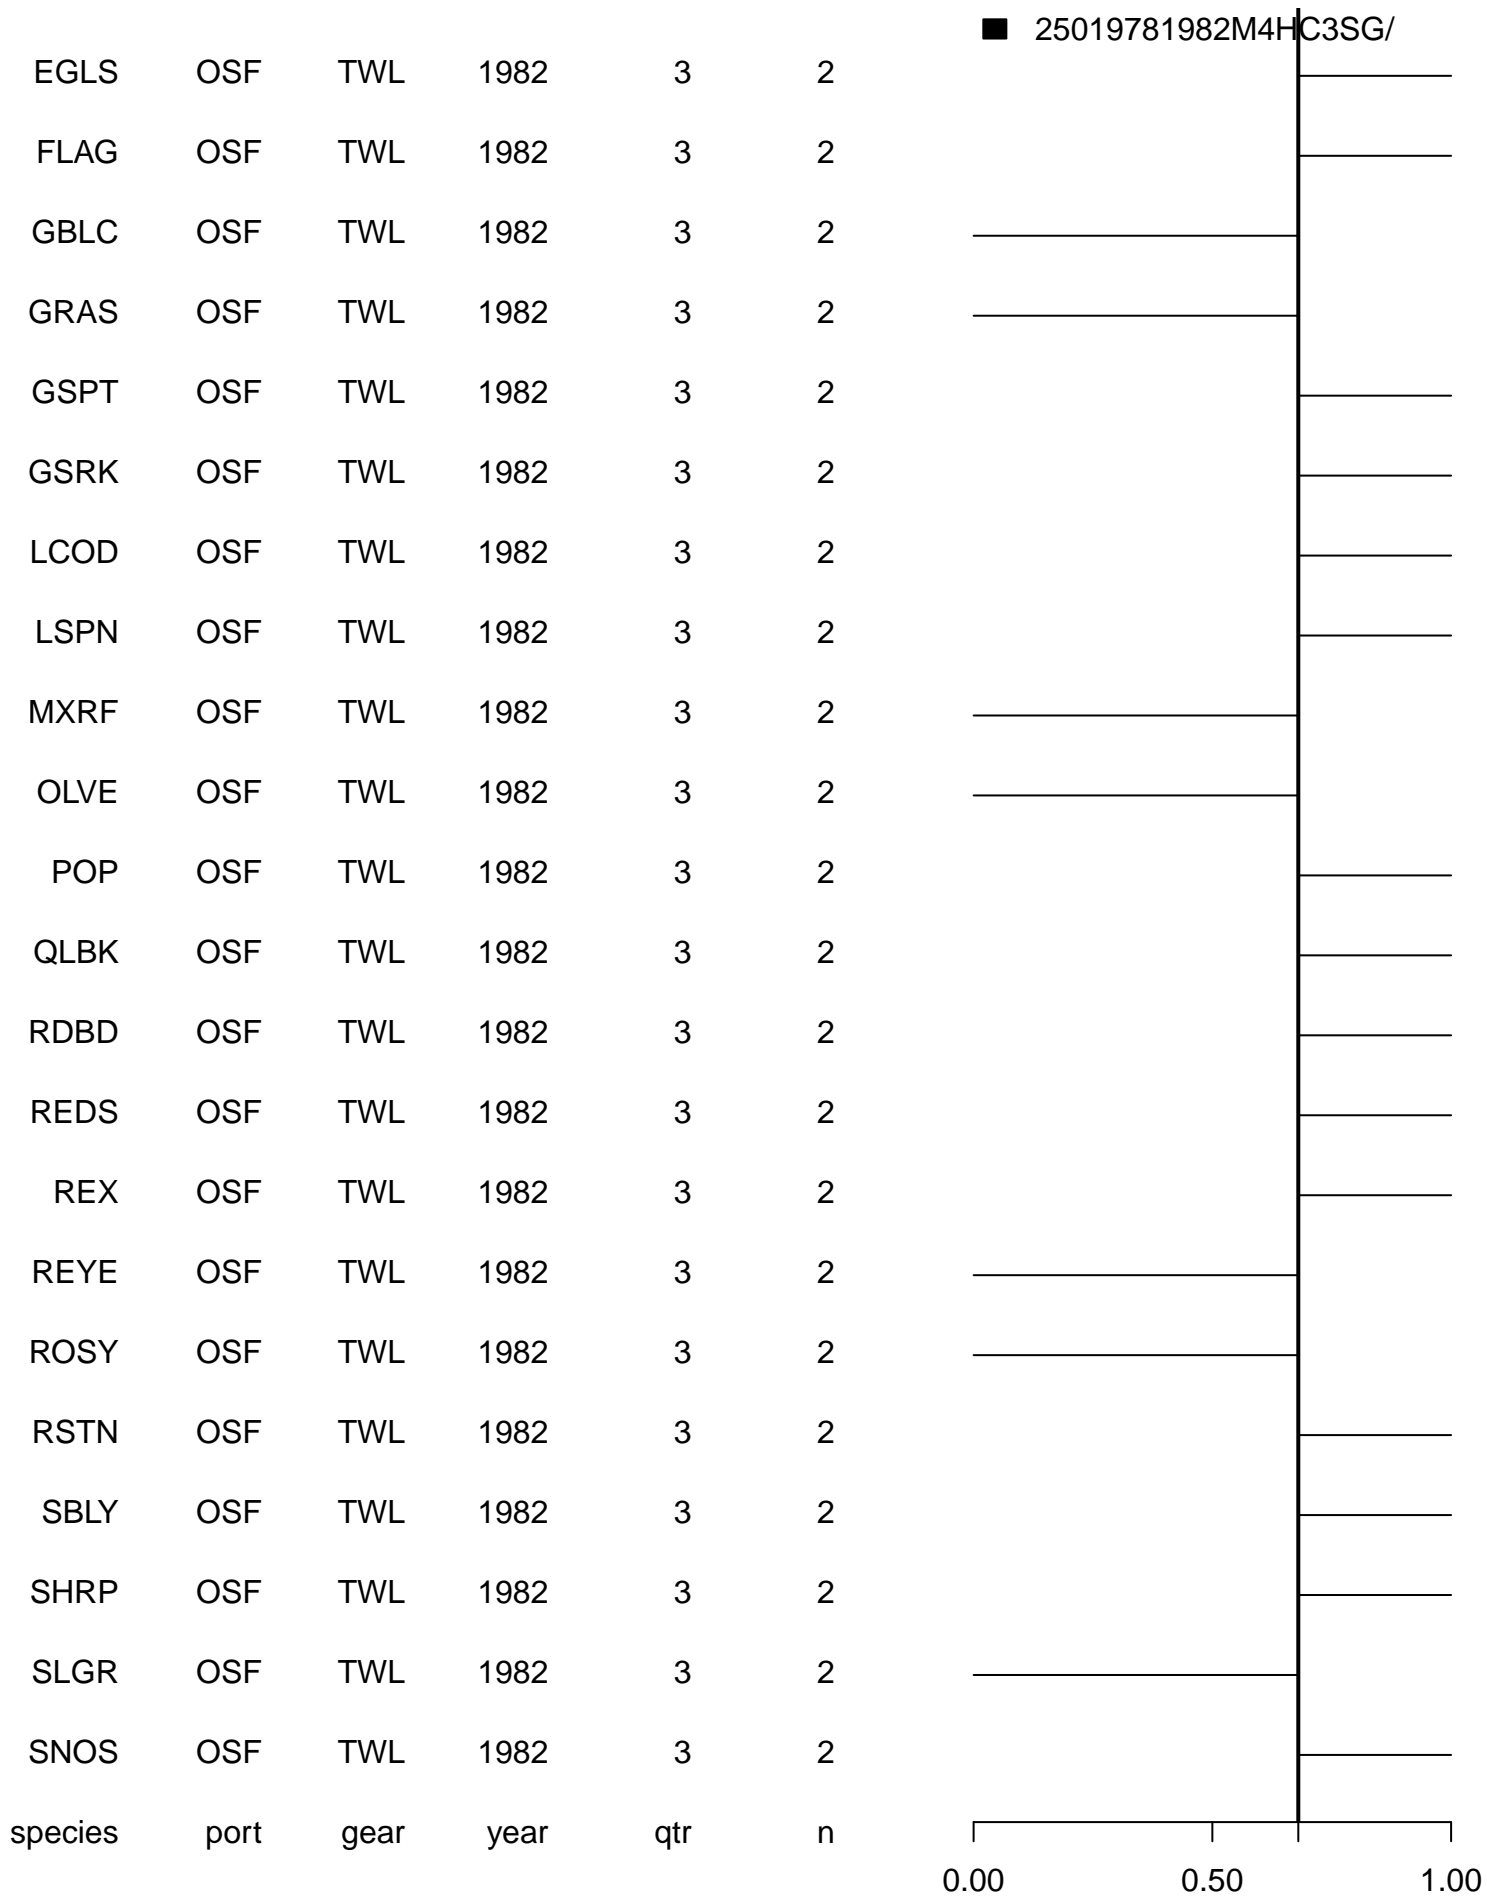 25019781982M4HC3SG/
EGLS OSF TWL 1982 3 2
FLAG OSF TWL 1982 3 2
GBLC OSF TWL 1982 3 2
GRAS OSF TWL 1982 3 2
GSPT OSF TWL 1982 3 2
GSRK OSF TWL 1982 3 2
LCOD OSF TWL 1982 3 2
LSPN OSF TWL 1982 3 2
MXRF OSF TWL 1982 3 2
OLVE OSF TWL 1982 3 2
POP OSF TWL 1982 3 2
QLBK OSF TWL 1982 3 2
RDBD OSF TWL 1982 3 2
REDS OSF TWL 1982 3 2
REX OSF TWL 1982 3 2
REYE OSF TWL 1982 3 2
ROSY OSF TWL 1982 3 2
RSTN OSF TWL 1982 3 2
SBLY OSF TWL 1982 3 2
SHRP OSF TWL 1982 3 2
SLGR OSF TWL 1982 3 2
SNOS OSF TWL 1982 3 2
species port gear year qtr n
0.00 0.50 1.00